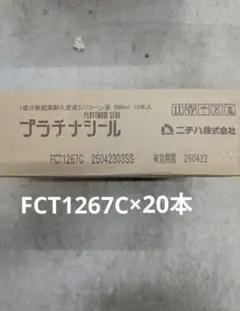 1成分形超高耐久変成シリコーン系 600ml 10本入
PLATINUM SEAL
プラチナシール
ニチハ株式会社
FCT1267C 25042303SS 有効期限 260422
FCT1267C×20本